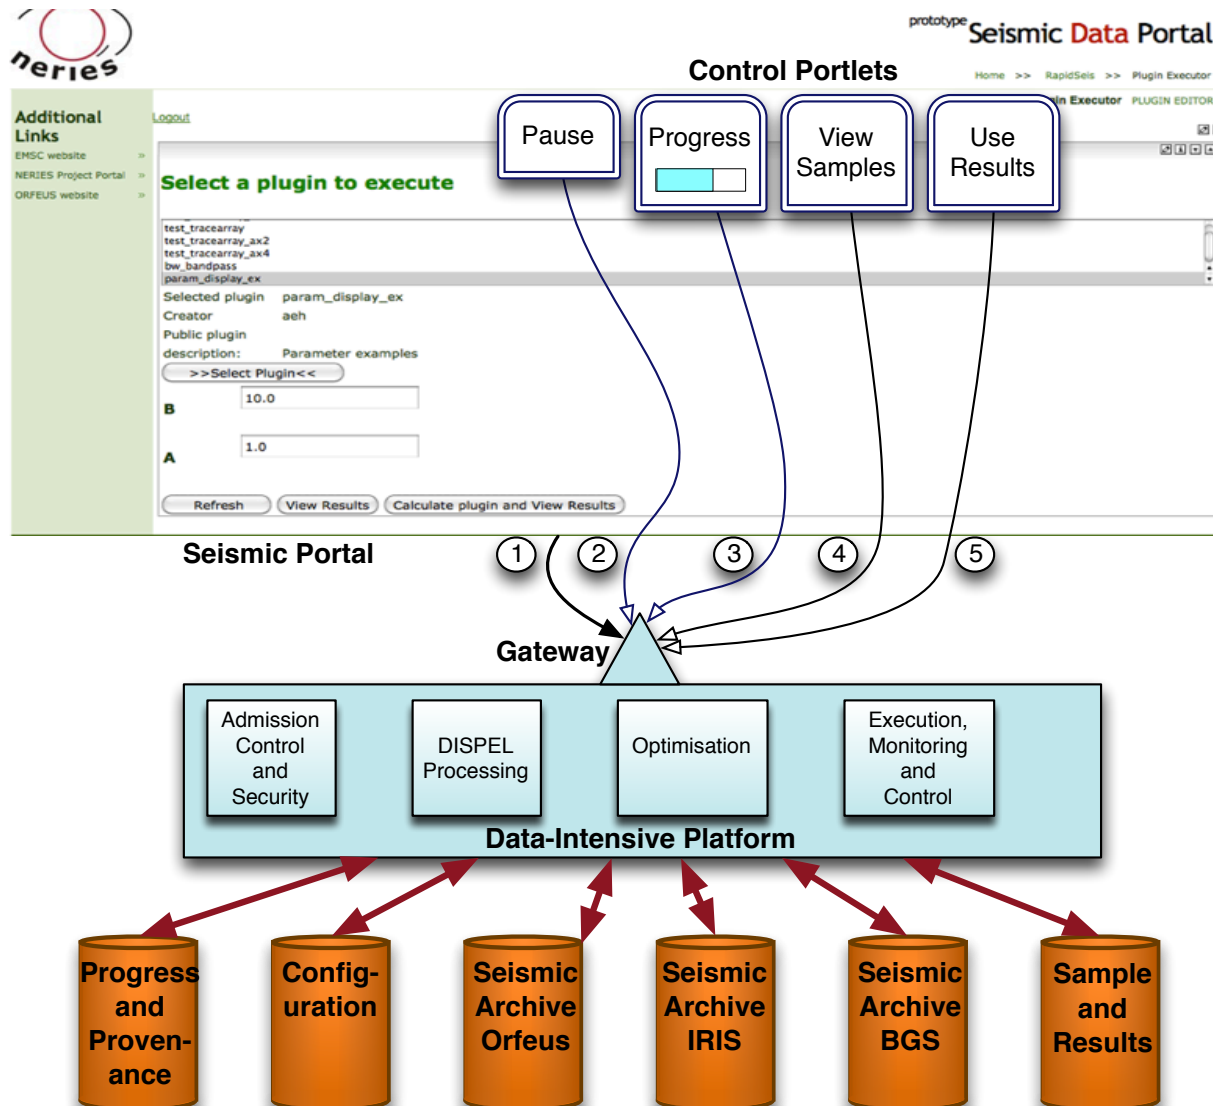 neries
prototype Seismic Data Portal
Control Portlets
Home >> RapidSeis >> Plugin Executor
Executor PLUGIN EDITOR
Additional
Links
EMSC website »
NERIES Project Portal »
ORFEUS website »
Logout
Pause
Progress
View
Samples
Use
Results
Select a plugin to execute
test_tracearray
test_tracearray_ax2
test_tracearray_ax4
bw_bandpass
param_display_ex
Selected plugin param_display_ex
Creator aeh
Public plugin
description: Parameter examples
>>Select Plugin<<
B 10.0
A 1.0
Refresh View Results Calculate plugin and View Results
Seismic Portal
1 2 3 4 5
Gateway
Admission
Control
and
Security
DISPEL
Processing
Optimisation
Execution,
Monitoring
and
Control
Data-Intensive Platform
Progress
and
Proven-
ance
Config-
uration
Seismic
Archive
Orfeus
Seismic
Archive
IRIS
Seismic
Archive
BGS
Sample
and
Results